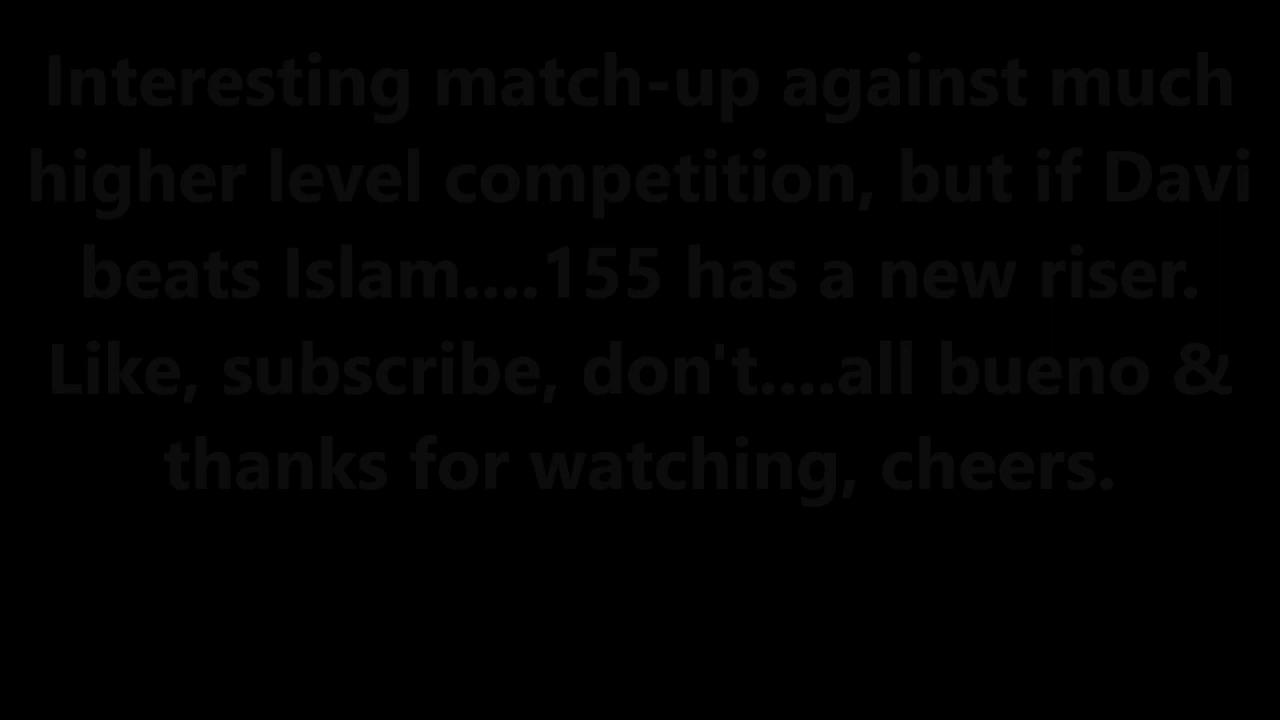 Interesting match-up against much
higher level competition, but if Davi
beats Islam....155 has a new riser.
Like, subscribe, don't....all bueno &
thanks for watching, cheers.